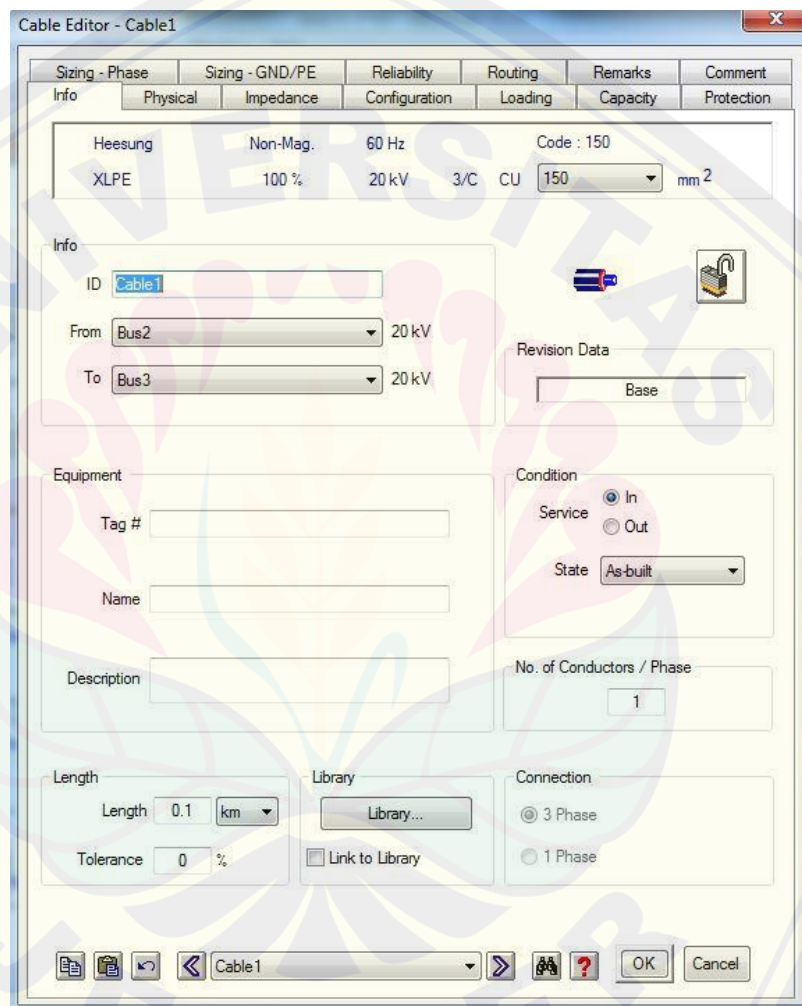 Cable Editor - Cable1
Sizing - Phase Sizing - GND/PE Reliability Routing Remarks Comment
Info Physical Impedance Configuration Loading Capacity Protection
Heesung Non-Mag. 60 Hz Code : 150
XLPE 100 % 20 kV 3/C CU 150 mm 2
Info
ID Cable1
From Bus2 20 kV
To Bus3 20 kV
Revision Data
Base
Equipment
Tag #
Name
Description
Condition
Service In
Out
State As-built
No. of Conductors / Phase
1
Length
Length 0.1 km
Tolerance 0 %
Library
Library...
Link to Library
Connection
3 Phase
1 Phase
Cable1 ? OK Cancel
UNIVERSITAS